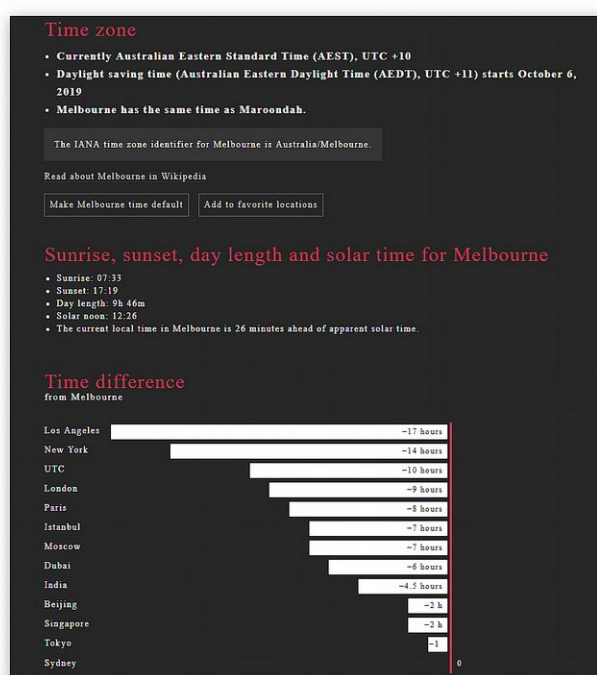 Time zone
• Currently Australian Eastern Standard Time (AEST), UTC +10
• Daylight saving time (Australian Eastern Daylight Time (AEDT), UTC +11) starts October 6,
2019
• Melbourne has the same time as Maroondah.
The IANA time zone identifier for Melbourne is Australia/Melbourne.
Read about Melbourne in Wikipedia
Make Melbourne time default Add to favorite locations
Sunrise, sunset, day length and solar time for Melbourne
• Sunrise: 07:33
• Sunset: 17:19
• Day length: 9h 46m
• Solar noon: 12:26
• The current local time in Melbourne is 26 minutes ahead of apparent solar time.
Time difference
from Melbourne
Los Angeles −17 hours
New York −14 hours
UTC −10 hours
London −9 hours
Paris −8 hours
Istanbul −7 hours
Moscow −7 hours
Dubai −6 hours
India −4.5 hours
Beijing −2 h
Singapore −2 h
Tokyo −1
Sydney 0